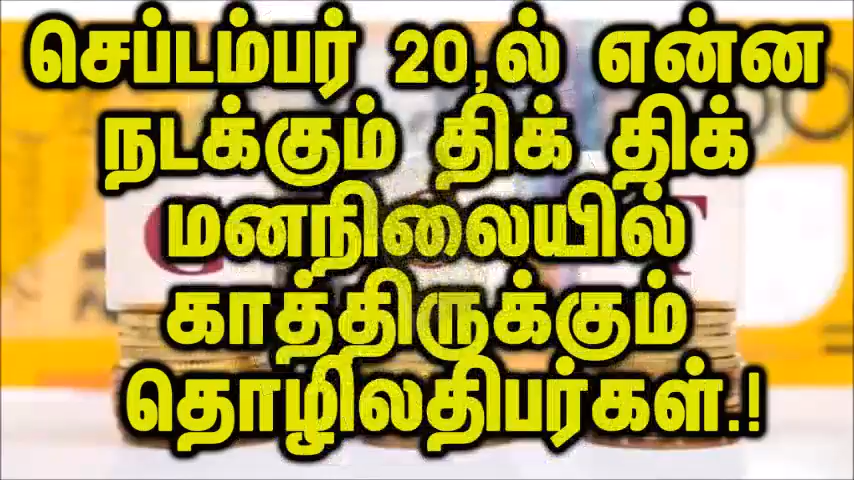 செப்டம்பர் 20,ல் என்ன
நடக்கும் திக் திக்
மனநிலையில்
காத்திருக்கும்
தொழிலதிபர்கள்.!